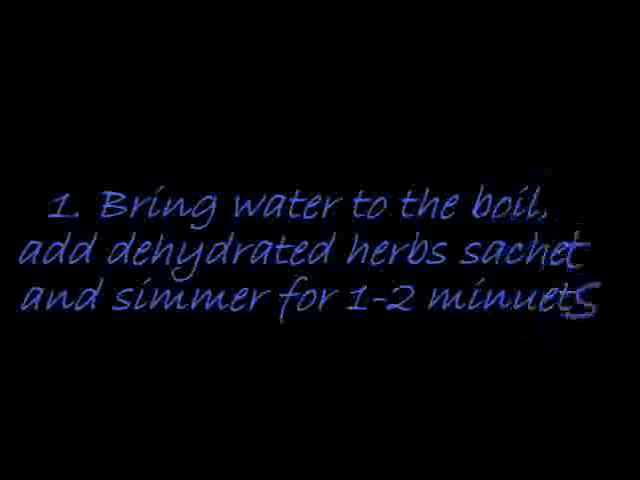 1. Bring water to the boil,
add dehydrated herbs sachet
and simmer for 1-2 minuets